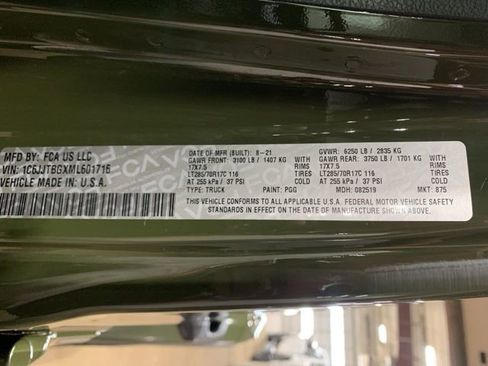 MFD BY: FCA US LLC
VIN: 1C6JJTBGXML601716
VEHICLE MADE IN U.S.A.
DATE OF MFR (BUILT): 8-21 GVWR: 6250 LB / 2835 KG
GAWR FRONT: 3100 LB / 1407 KG WITH GAWR REAR: 3750 LB / 1701 KG WITH
17X7.5 RIMS 17X7.5 RIMS
LT285/70R17C 116 TIRES LT285/70R17C 116 TIRES
AT 255 kPa / 37 PSI AT 255 kPa / 37 PSI
TYPE: TRUCK PAINT: PGG MDH: 082519 MKT: 875
THIS VEHICLE CONFORMS TO ALL APPLICABLE U.S.A. FEDERAL MOTOR VEHICLE SAFETY
STANDARDS IN EFFECT ON THE DATE OF MANUFACTURE SHOWN ABOVE.